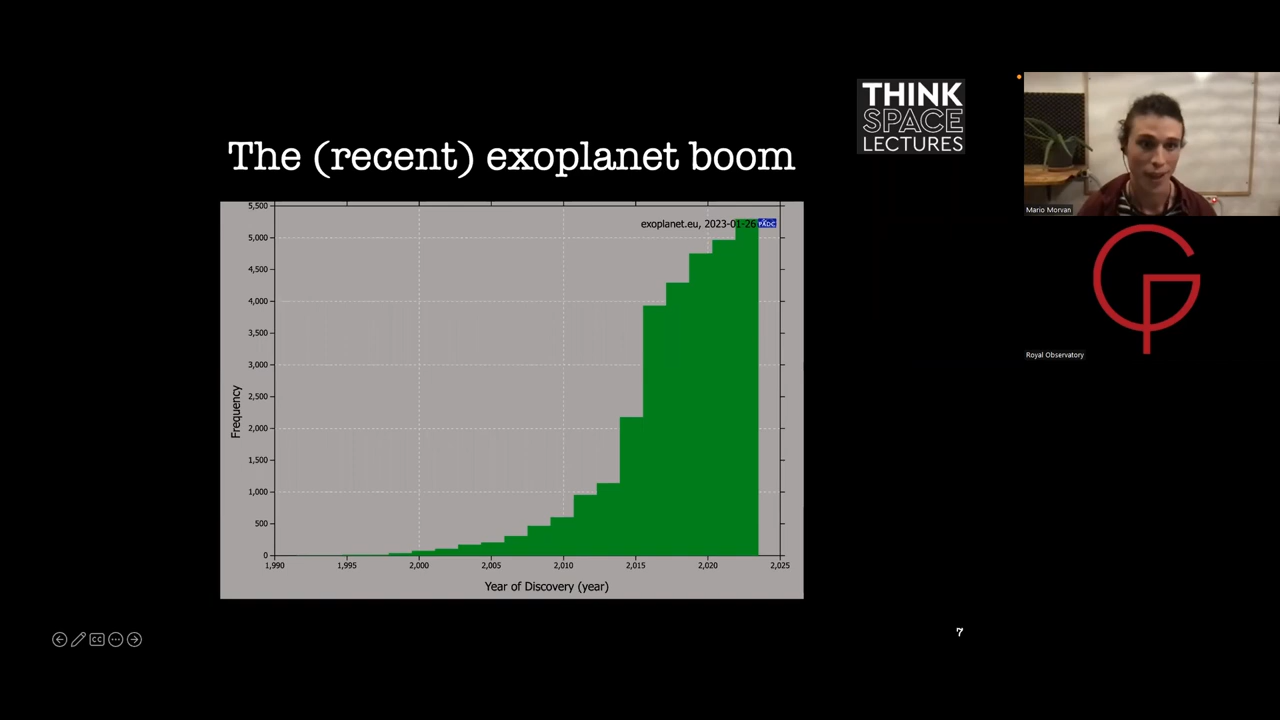 THINK
SPACE
LECTURES
The (recent) exoplanet boom
exoplanet.eu, 2023-01-26
PADC
5,500
5,000
4,500
4,000
3,500
3,000
2,500
2,000
1,500
1,000
500
0
Frequency
1,990 1,995 2,000 2,005 2,010 2,015 2,020 2,025
Year of Discovery (year)
7
CC
Mario Morvan
Royal Observatory